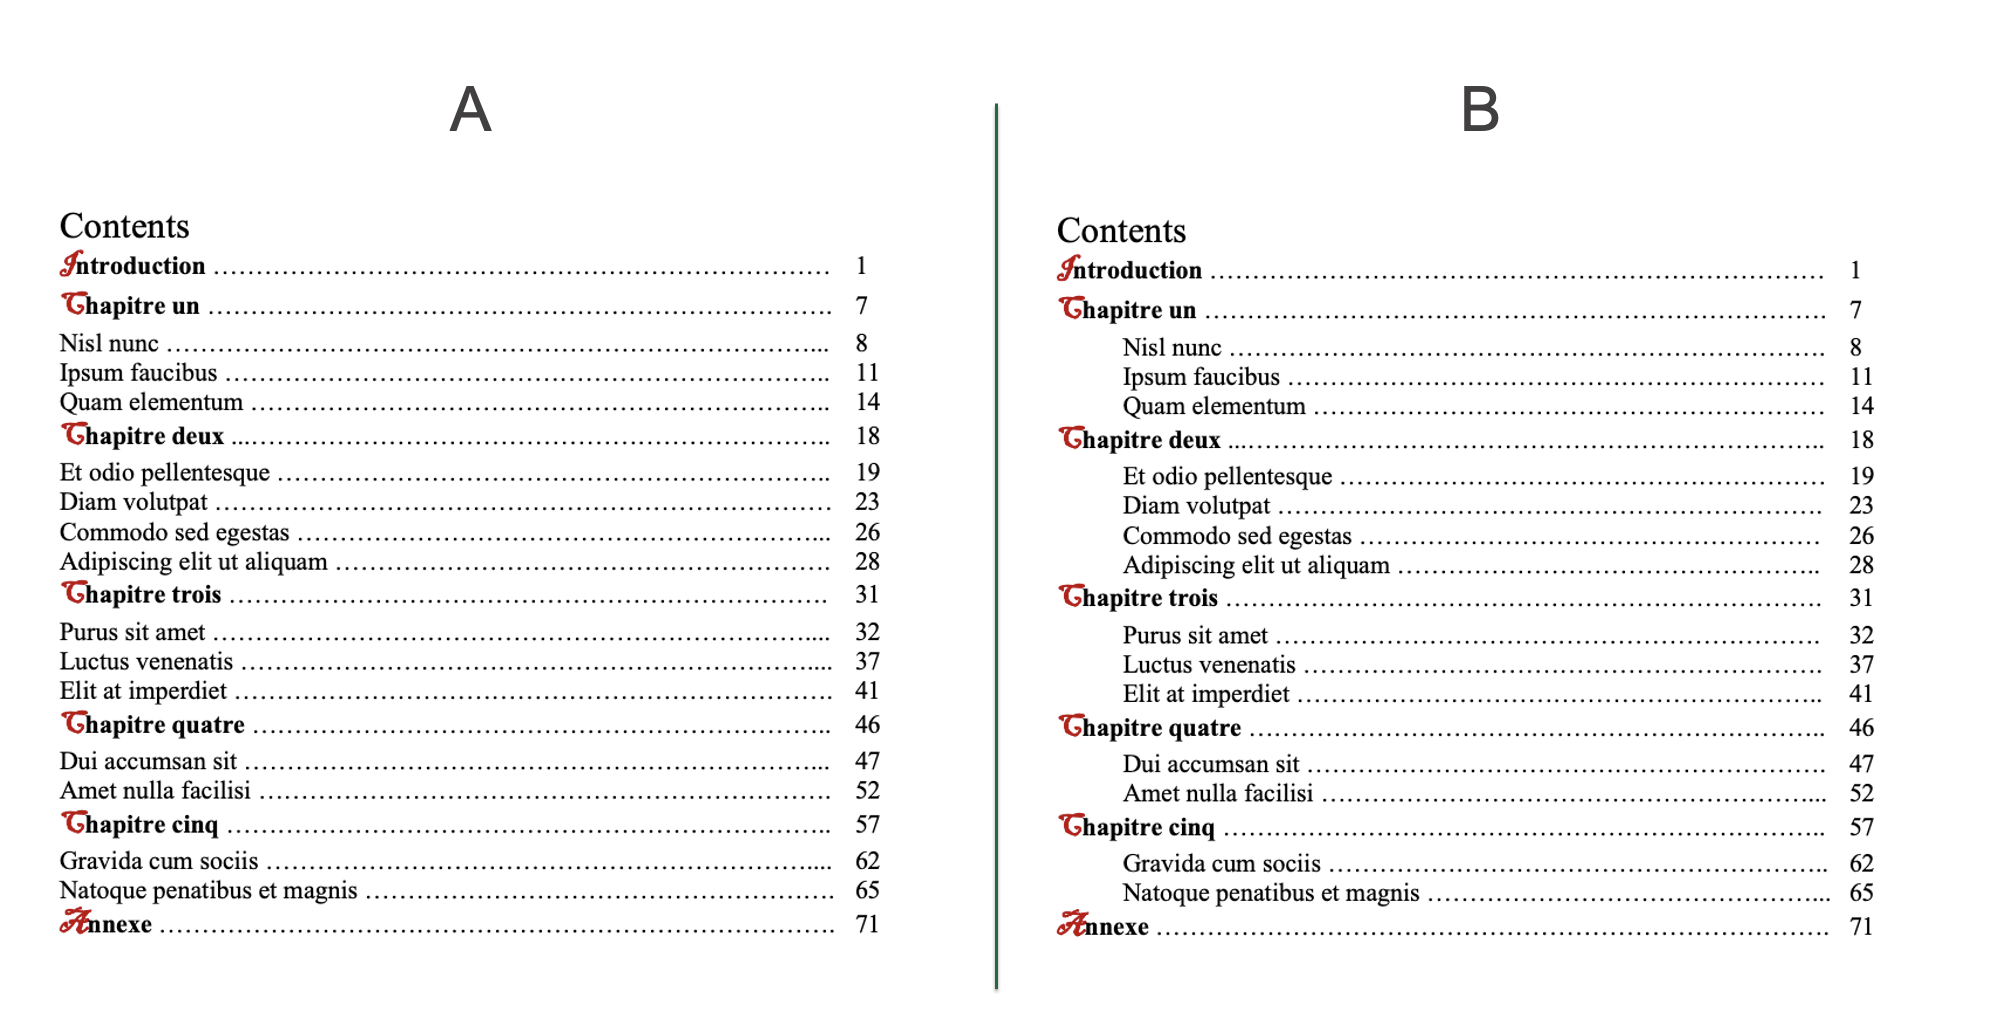 A
Contents
Introduction ........................................................................ 1
Chapitre un ........................................................................ 7
Nisl nunc ........................................................................ 8
Ipsum faucibus ........................................................................ 11
Quam elementum ........................................................................ 14
Chapitre deux ........................................................................ 18
Et odio pellentesque ........................................................................ 19
Diam volutpat ........................................................................ 23
Commodo sed egestas ........................................................................ 26
Adipiscing elit ut aliquam ........................................................................ 28
Chapitre trois ........................................................................ 31
Purus sit amet ........................................................................ 32
Luctus venenatis ........................................................................ 37
Elit at imperdiet ........................................................................ 41
Chapitre quatre ........................................................................ 46
Dui accumsan sit ........................................................................ 47
Amet nulla facilisi ........................................................................ 52
Chapitre cinq ........................................................................ 57
Gravida cum sociis ........................................................................ 62
Natoque penatibus et magnis ........................................................................ 65
Annexe ........................................................................ 71
B
Contents
Introduction ........................................................................ 1
Chapitre un ........................................................................ 7
Nisl nunc ........................................................................ 8
Ipsum faucibus ........................................................................ 11
Quam elementum ........................................................................ 14
Chapitre deux ........................................................................ 18
Et odio pellentesque ........................................................................ 19
Diam volutpat ........................................................................ 23
Commodo sed egestas ........................................................................ 26
Adipiscing elit ut aliquam ........................................................................ 28
Chapitre trois ........................................................................ 31
Purus sit amet ........................................................................ 32
Luctus venenatis ........................................................................ 37
Elit at imperdiet ........................................................................ 41
Chapitre quatre ........................................................................ 46
Dui accumsan sit ........................................................................ 47
Amet nulla facilisi ........................................................................ 52
Chapitre cinq ........................................................................ 57
Gravida cum sociis ........................................................................ 62
Natoque penatibus et magnis ........................................................................ 65
Annexe ........................................................................ 71